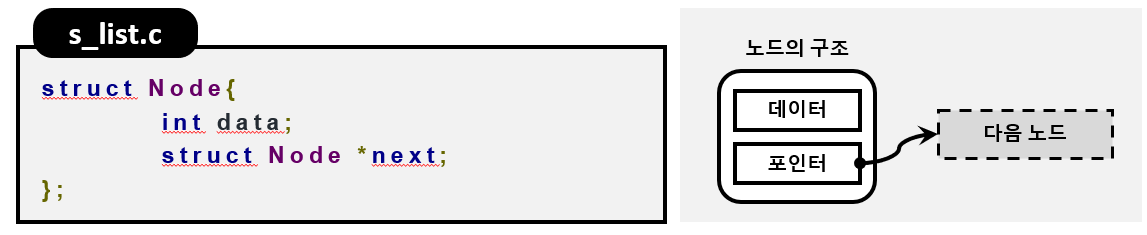 s_list.c
struct Node{
int data;
struct Node *next;
};
노드의 구조
데이터
포인터
다음 노드